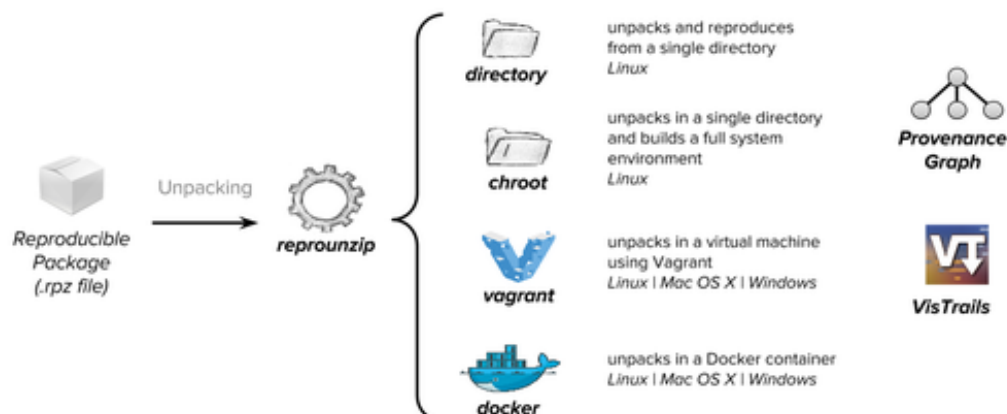 Reproducible
Package
(.rpz file)
Unpacking
reprounzip
directory
unpacks and reproduces
from a single directory
Linux
chroot
unpacks in a single directory
and builds a full system
environment
Linux
vagrant
unpacks in a virtual machine
using Vagrant
Linux | Mac OS X | Windows
docker
unpacks in a Docker container
Linux | Mac OS X | Windows
Provenance
Graph
VT
VisTrails